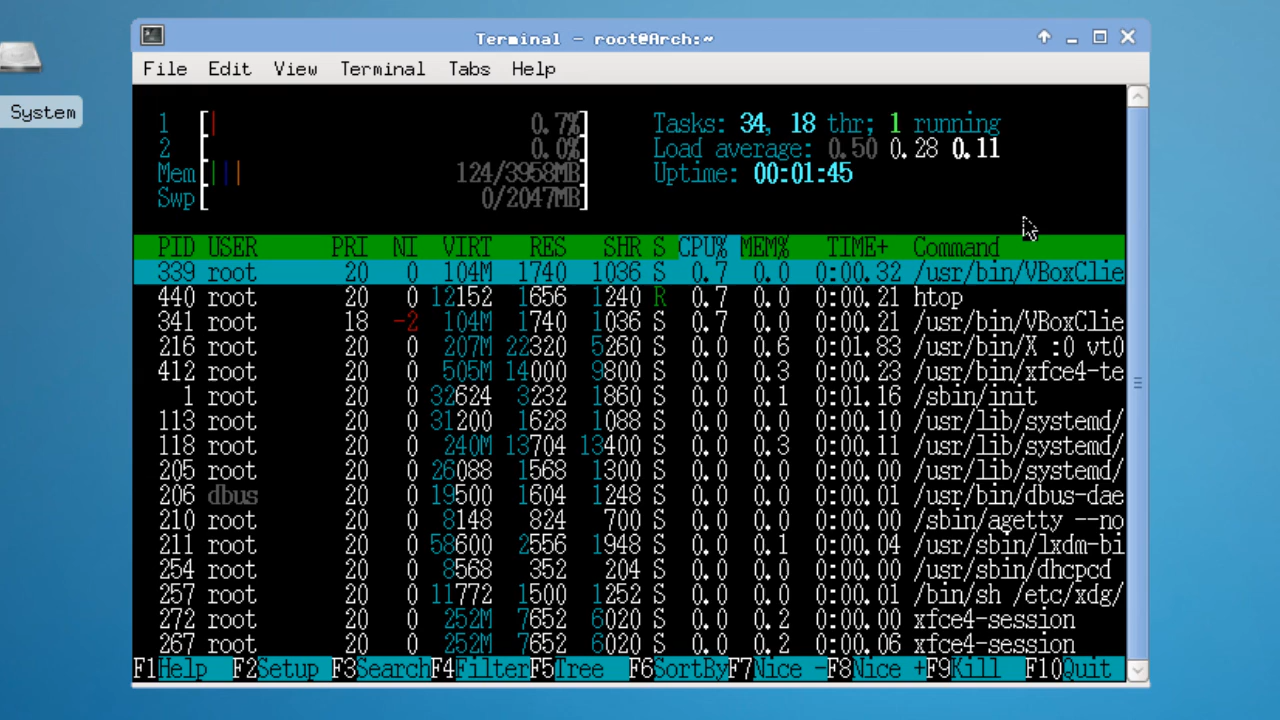 Terminal - root@Arch:~
File Edit View Terminal Tabs Help
System
1 [| 0.7%] Tasks: 34, 18 thr; 1 running
2 [ 0.0%] Load average: 0.50 0.28 0.11
Mem[||| 124/3958MB] Uptime: 00:01:45
Swp[ 0/2047MB]
PID USER PRI NI VIRT RES SHR S CPU% MEM% TIME+ Command
339 root 20 0 104M 1740 1036 S 0.7 0.0 0:00.32 /usr/bin/VBoxClie
440 root 20 0 12152 1656 1240 R 0.7 0.0 0:00.21 htop
341 root 18 -2 104M 1740 1036 S 0.7 0.0 0:00.21 /usr/bin/VBoxClie
216 root 20 0 207M 22320 5260 S 0.0 0.6 0:01.83 /usr/bin/X :0 vt0
412 root 20 0 505M 14000 9800 S 0.0 0.3 0:00.23 /usr/bin/xfce4-te
1 root 20 0 32624 3232 1860 S 0.0 0.1 0:01.16 /sbin/init
113 root 20 0 31200 1628 1088 S 0.0 0.0 0:00.10 /usr/lib/systemd/
118 root 20 0 240M 13704 13400 S 0.0 0.3 0:00.11 /usr/lib/systemd/
205 root 20 0 26088 1568 1300 S 0.0 0.0 0:00.00 /usr/lib/systemd/
206 dbus 20 0 19500 1604 1248 S 0.0 0.0 0:00.01 /usr/bin/dbus-dae
210 root 20 0 8148 824 700 S 0.0 0.0 0:00.00 /sbin/agetty --no
211 root 20 0 58600 2556 1948 S 0.0 0.1 0:00.04 /usr/sbin/lxdm-bi
254 root 20 0 8568 352 204 S 0.0 0.0 0:00.00 /usr/sbin/dhcpcd
257 root 20 0 11772 1500 1252 S 0.0 0.0 0:00.01 /bin/sh /etc/xdg/
272 root 20 0 252M 7652 6020 S 0.0 0.2 0:00.00 xfce4-session
267 root 20 0 252M 7652 6020 S 0.0 0.2 0:00.06 xfce4-session
F1Help F2Setup F3SearchF4FilterF5Tree F6SortByF7Nice -F8Nice +F9Kill F10Quit